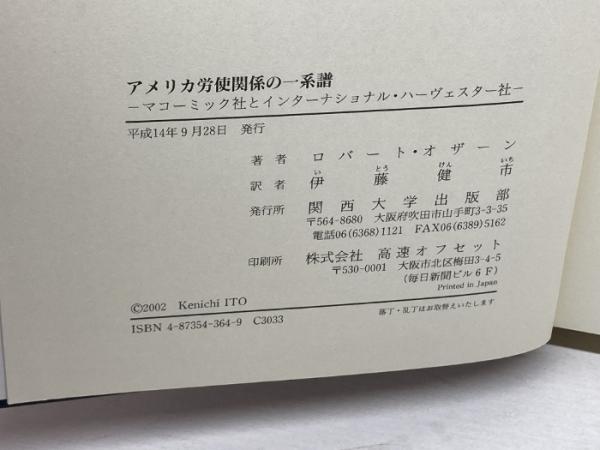 アメリカ労使関係の一系譜
－マコーミック社とインターナショナル・ハーヴェスター社－
平成14年9月28日　発行
著者　ロバート・オザーン
い　とう　けん　いち
訳者　伊藤健市
発行所　関西大学出版部
〒564-8680　大阪府吹田市山手町3-3-35
電話06(6368)1121　FAX06(6389)5162
印刷所　株式会社　高速オフセット
〒530-0001　大阪市北区梅田3-4-5
(毎日新聞ビル6F)
Printed in Japan
©2002　Kenichi ITO
ISBN 4-87354-364-9　C3033
落丁・乱丁はお取替えいたします